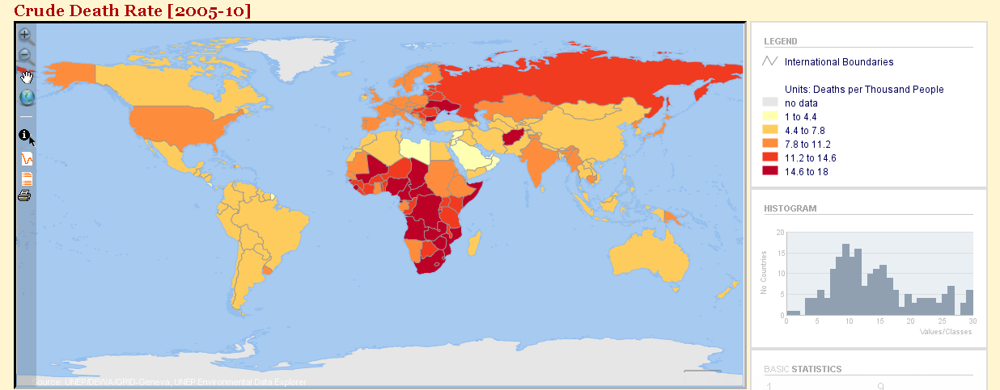 Crude Death Rate [2005-10]
LEGEND
International Boundaries
Units: Deaths per Thousand People
no data
1 to 4.4
4.4 to 7.8
7.8 to 11.2
11.2 to 14.6
14.6 to 18
HISTOGRAM
20
15
10
5
0
No Countries
0 5 10 15 20 25 30
Values/Classes
BASIC STATISTICS
1 9
Source: UNEP/DEWA/GRID-Geneva, UNEP Environmental Data Explorer